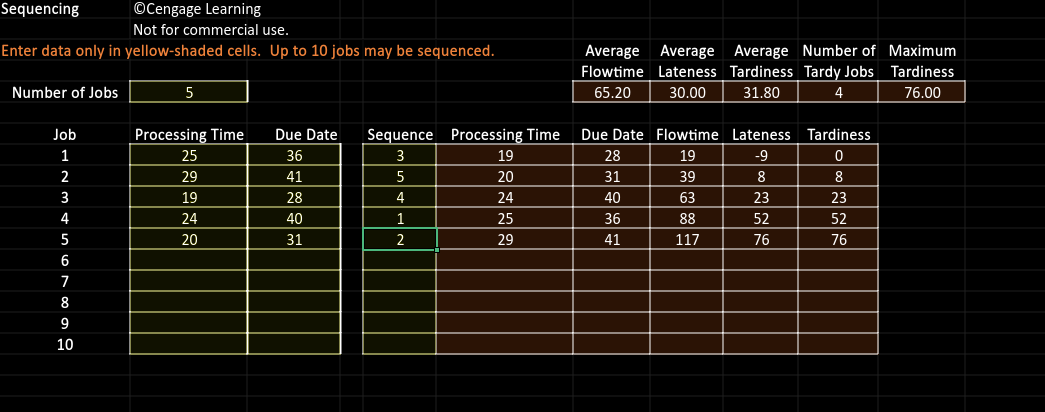 Sequencing ©Cengage Learning
Not for commercial use.
Enter data only in yellow-shaded cells. Up to 10 jobs may be sequenced. Average Average Average Number of Maximum
Flowtime Lateness Tardiness Tardy Jobs Tardiness
Number of Jobs 5 65.20 30.00 31.80 4 76.00
Job Processing Time Due Date Sequence Processing Time Due Date Flowtime Lateness Tardiness
1 25 36 3 19 28 19 -9 0
2 29 41 5 20 31 39 8 8
3 19 28 4 24 40 63 23 23
4 24 40 1 25 36 88 52 52
5 20 31 2 29 41 117 76 76
6
7
8
9
10